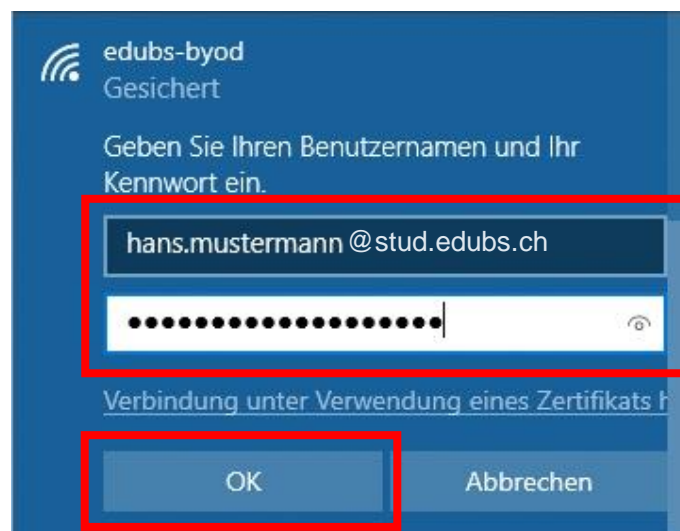 edubs-byod
Gesichert
Geben Sie Ihren Benutzernamen und Ihr
Kennwort ein.
hans.mustermann@stud.edubs.ch
●●●●●●●●●●●●●●●●●●●
Verbindung unter Verwendung eines Zertifikats
OK Abbrechen